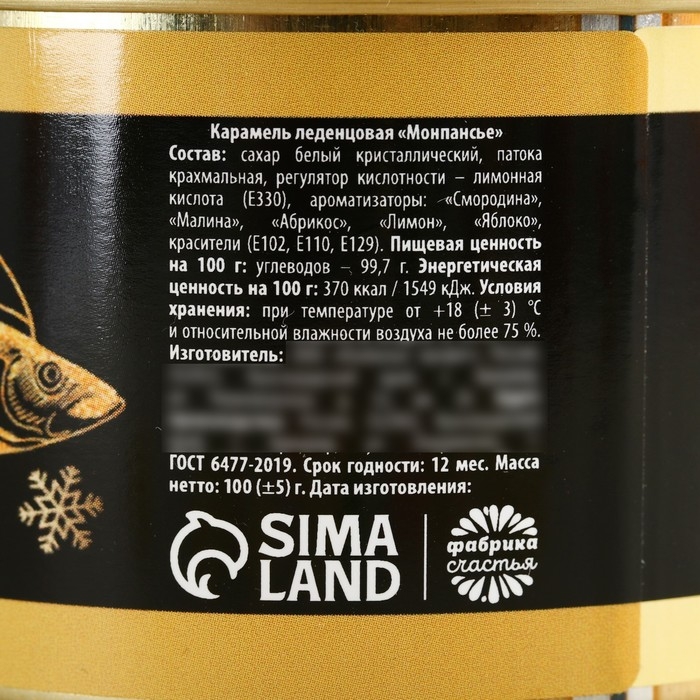 Карамель леденцовая «Монпансье»
Состав: сахар белый кристаллический, патока
крахмальная, регулятор кислотности – лимонная
кислота (Е330), ароматизаторы: «Смородина»,
«Малина», «Абрикос», «Лимон», «Яблоко»,
красители (Е102, Е110, Е129). Пищевая ценность
на 100 г: углеводов – 99,7 г. Энергетическая
ценность на 100 г: 370 ккал / 1549 кДж. Условия
хранения: при температуре от +18 (± 3) °С
и относительной влажности воздуха не более 75 %.
Изготовитель:
ГОСТ 6477-2019. Срок годности: 12 мес. Масса
нетто: 100 (±5) г. Дата изготовления:
SIMA
LAND
фабрика
счастья